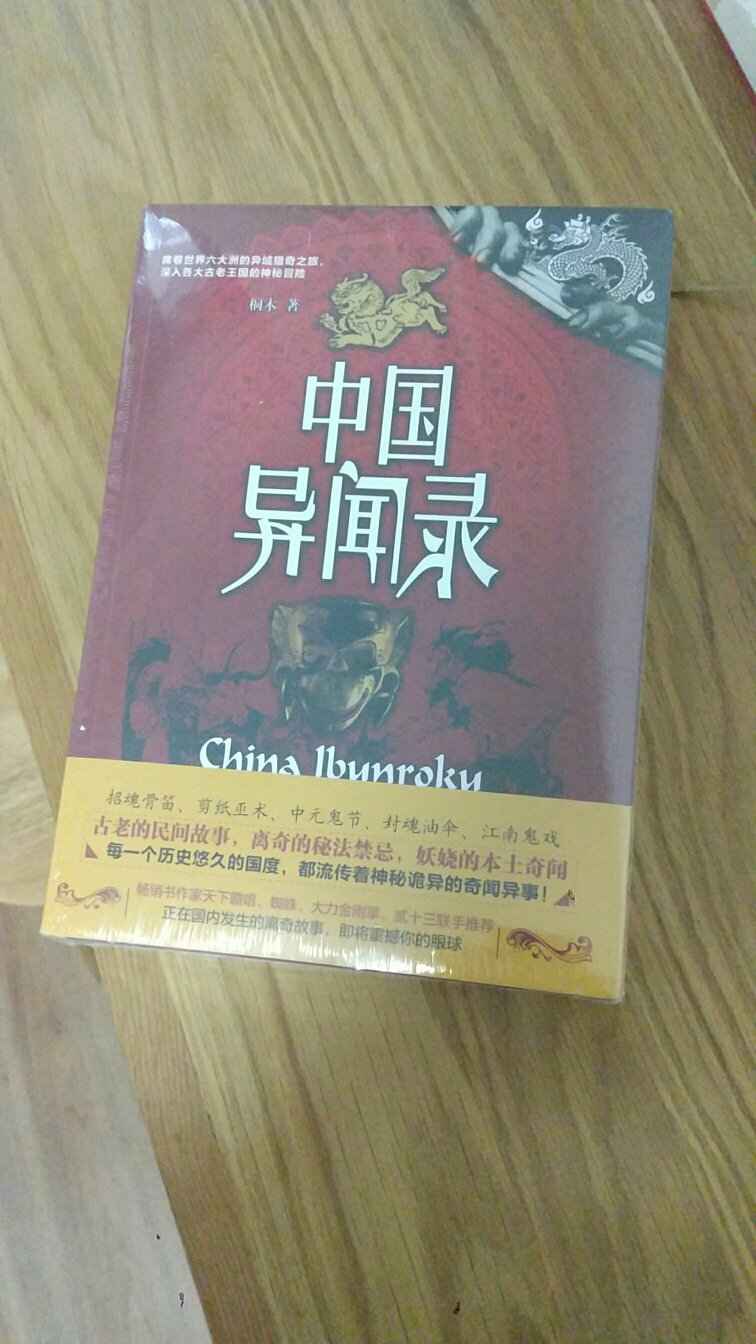 席卷世界六大洲的异域猎奇之旅，
深入各大古老王国的神秘冒险
桐木 著
中国
异闻录
China Ibunroku
招魂骨笛、剪纸巫术、中元鬼节、封魂油伞、江南鬼戏
古老的民间故事，离奇的秘法禁忌，妖娆的本土奇闻
每一个历史悠久的国度，都流传着神秘诡异的奇闻异事！
畅销书作家天下霸唱、蜘蛛、大力金刚掌、贰十三联手推荐
正在国内发生的离奇故事，即将震撼你的眼球